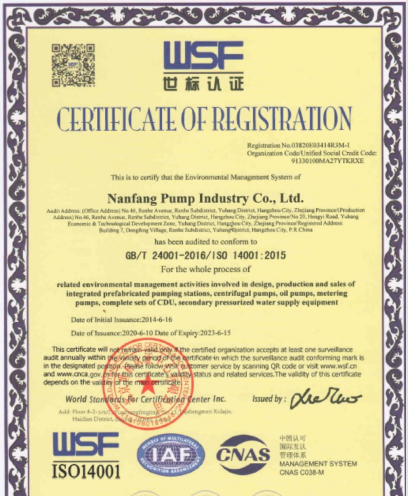 WSF
世标认证
CERTIFICATE OF REGISTRATION
Registration No.03820E03414R3M-1
Organization Code/Unified Social Credit Code:
91330100MA27YTKRXE
This is to certify that the Environmental Management System of
Nanfang Pump Industry Co., Ltd.
Audit Address: (Office Address) No.46, Renhe Avenue, Renhe Subdistrict, Yuhang District, Hangzhou City, Zhejiang Province/Production
Address) No.46, Renhe Avenue, Renhe Subdistrict, Yuhang District, Hangzhou City, Zhejiang Province/No 20, Hengyi Road, Yuhang
Economic & Technological Development Zone, Yuhang District, Hangzhou City, Zhejiang Province/Registered Address:
Building 7, Dongfeng Village, Renhe Subdistrict, Yuhang District, Hangzhou City, P.R.China
has been audited to conform to
GB/T 24001-2016/ISO 14001:2015
For the whole process of
related environmental management activities involved in design, production and sales of
integrated prefabricated pumping stations, centrifugal pumps, oil pumps, metering
pumps, complete sets of CDU, secondary pressurized water supply equipment
Date of Initial Issuance:2014-6-16
Date of Issuance:2020-6-10 Date of Expiry:2023-6-15
This certificate will remain valid only if the certified organization accepts at least one surveillance
audit annually within the validity period of the certificate in which the surveillance audit conforming mark is
in the designated position. Please follow WSF customer service by scanning QR code or visit www.wsf.cn
and www.cnca.gov.cn for this certificate's validity status and related services.The validity of this certificate
depends on the validity of the main certificate.
World Standards For Certification Center Inc.
Issued by :
Add: Floor 4-2
Haidian District,
WSF
ISO14001
MEMBER OF MULTILATERAL
IAF
RECOGNITION ARRANGEMENT
CNAS
中国认可
国际互认
管理体系
MANAGEMENT SYSTEM
CNAS C038-M